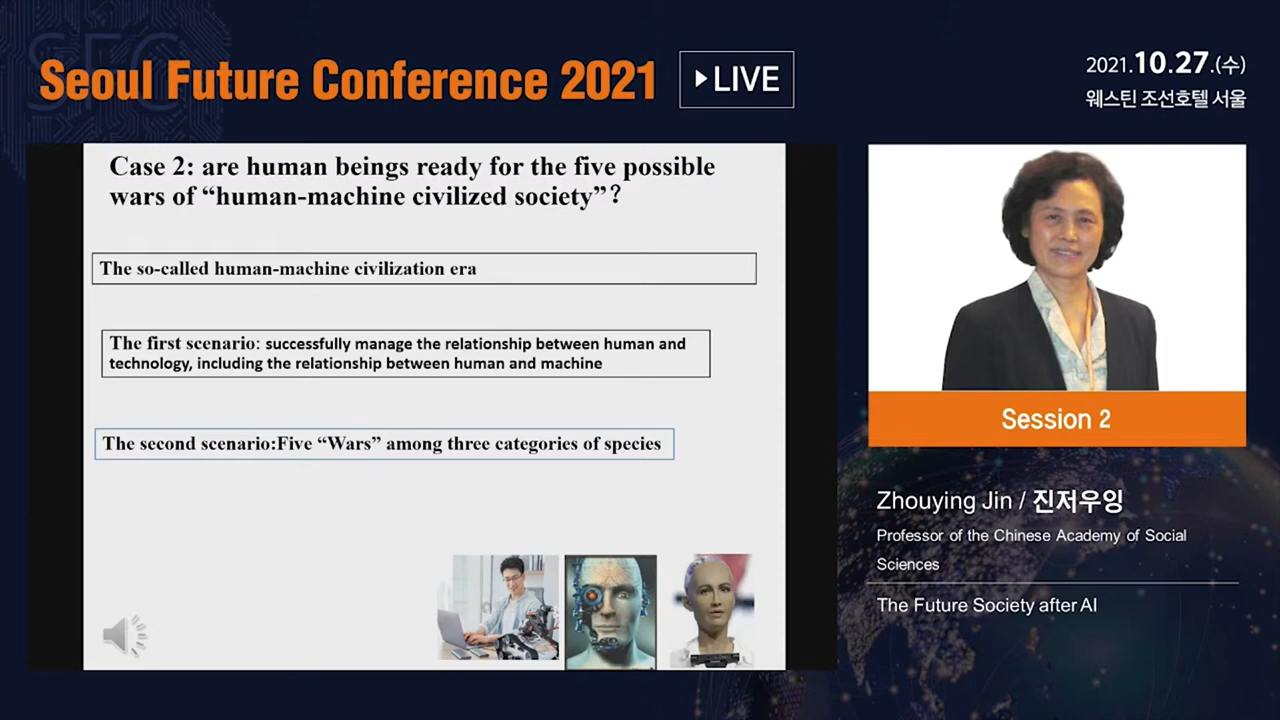 SFC
Seoul Future Conference 2021
LIVE
2021.10.27.(수)
웨스틴 조선호텔 서울
Case 2: are human beings ready for the five possible
wars of “human-machine civilized society”?
The so-called human-machine civilization era
The first scenario: successfully manage the relationship between human and
technology, including the relationship between human and machine
The second scenario:Five “Wars” among three categories of species
Session 2
Zhouying Jin / 진저우잉
Professor of the Chinese Academy of Social
Sciences
The Future Society after AI